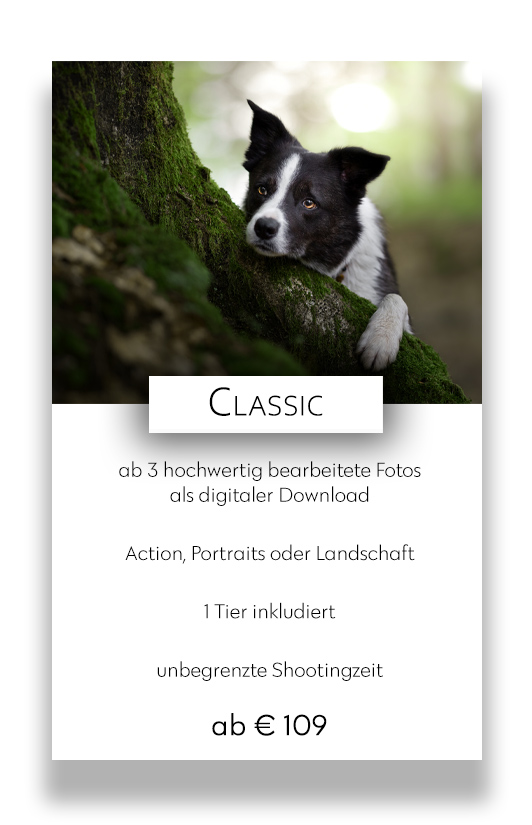 Classic
ab 3 hochwertig bearbeitete Fotos
als digitaler Download
Action, Portraits oder Landschaft
1 Tier inkludiert
unbegrenzte Shootingzeit
ab € 109